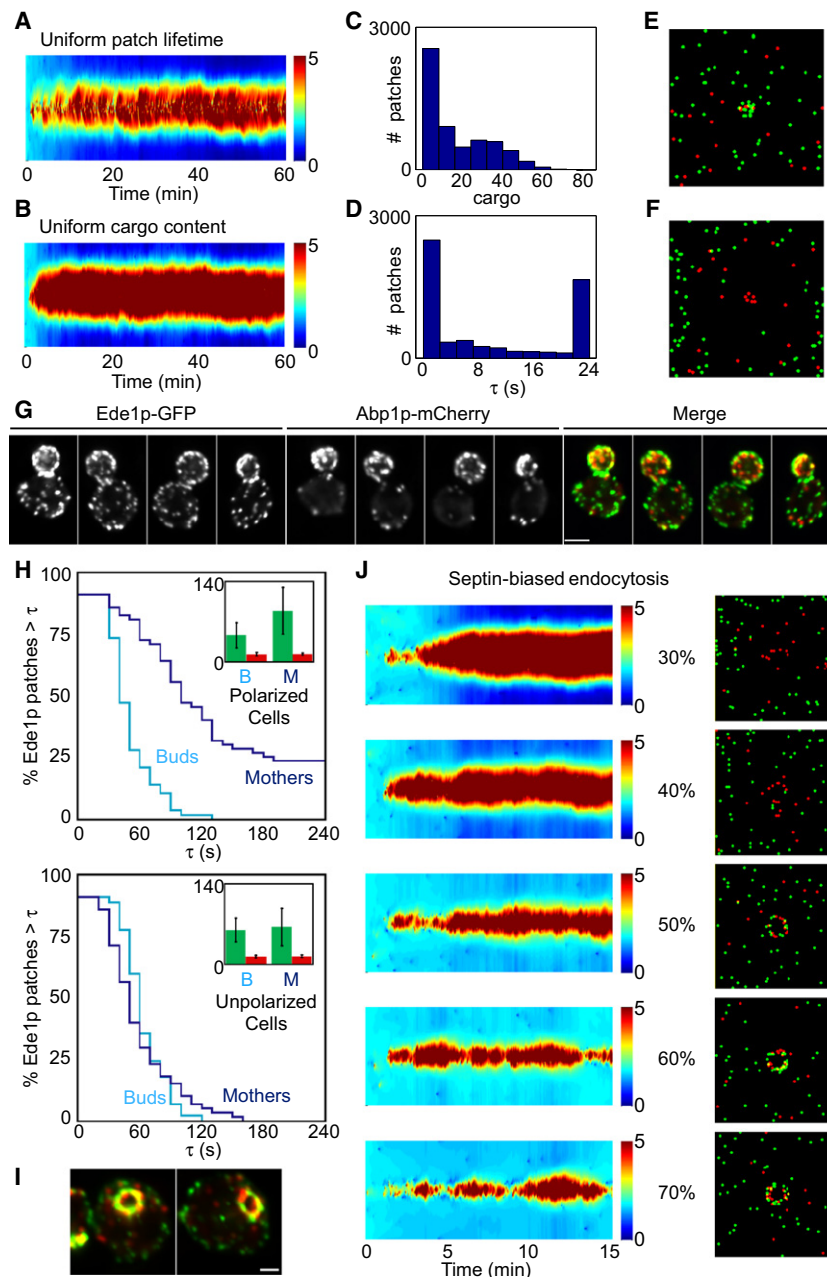 A
Uniform patch lifetime
5
0
0 20 40 60
Time (min)
B
Uniform cargo content
5
0
0 20 40 60
Time (min)
C
3000
# patches
0
0 20 40 60 80
cargo
D
3000
# patches
0
0 8 16 24
τ (s)
E
F
G
Ede1p-GFP
Abp1p-mCherry
Merge
H
100
75
50
25
0
% Ede1p patches > τ
140
0
B M
Polarized
Cells
Buds
Mothers
0 60 120 180 240
τ (s)
100
75
50
25
0
% Ede1p patches > τ
140
0
B M
Unpolarized
Cells
Buds
Mothers
0 60 120 180 240
τ (s)
I
J
Septin-biased endocytosis
5
0
30%
5
0
40%
5
0
50%
5
0
60%
5
0
70%
0 5 10 15
Time (min)